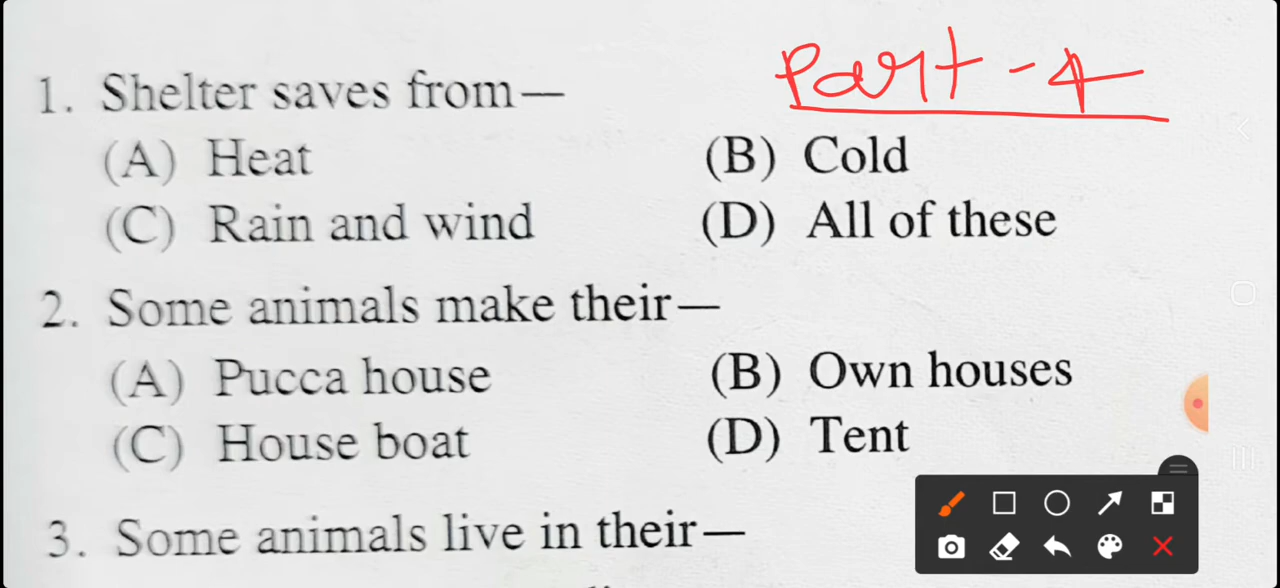 Part-4
1. Shelter saves from—
(A) Heat (B) Cold
(C) Rain and wind (D) All of these
2. Some animals make their—
(A) Pucca house (B) Own houses
(C) House boat (D) Tent
3. Some animals live in their—